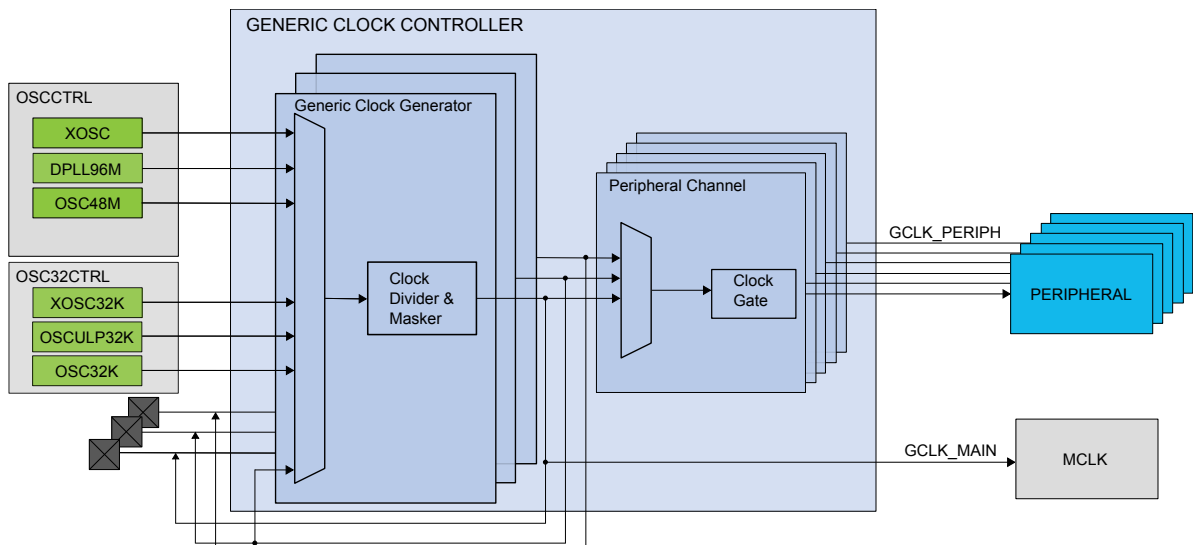 GENERIC CLOCK CONTROLLER
OSCCTRL
XOSC
DPLL96M
OSC48M
OSC32CTRL
XOSC32K
OSCULP32K
OSC32K
Generic Clock Generator
Clock
Divider &
Masker
Peripheral Channel
Clock
Gate
GCLK_PERIPH
PERIPHERAL
GCLK_MAIN
MCLK